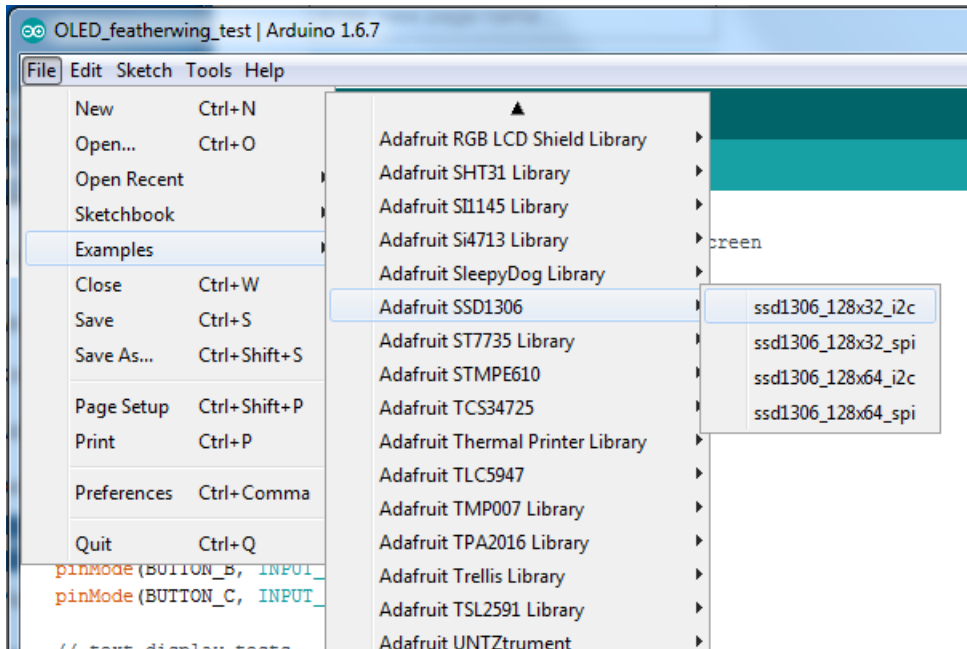 OLED_featherwing_test | Arduino 1.6.7
File Edit Sketch Tools Help
New Ctrl+N
Open... Ctrl+O
Open Recent
Sketchbook
Examples
Close Ctrl+W
Save Ctrl+S
Save As... Ctrl+Shift+S
Page Setup Ctrl+Shift+P
Print Ctrl+P
Preferences Ctrl+Comma
Quit Ctrl+Q
Adafruit RGB LCD Shield Library
Adafruit SHT31 Library
Adafruit SI1145 Library
Adafruit Si4713 Library
Adafruit SleepyDog Library
Adafruit SSD1306
Adafruit ST7735 Library
Adafruit STMPE610
Adafruit TCS34725
Adafruit Thermal Printer Library
Adafruit TLC5947
Adafruit TMP007 Library
Adafruit TPA2016 Library
Adafruit Trellis Library
Adafruit TSL2591 Library
Adafruit UNTZtrument
ssd1306_128x32_i2c
ssd1306_128x32_spi
ssd1306_128x64_i2c
ssd1306_128x64_spi
creen
pinMode(BUTTON_B, INPUT_
pinMode(BUTTON_C, INPUT_
// text display tests